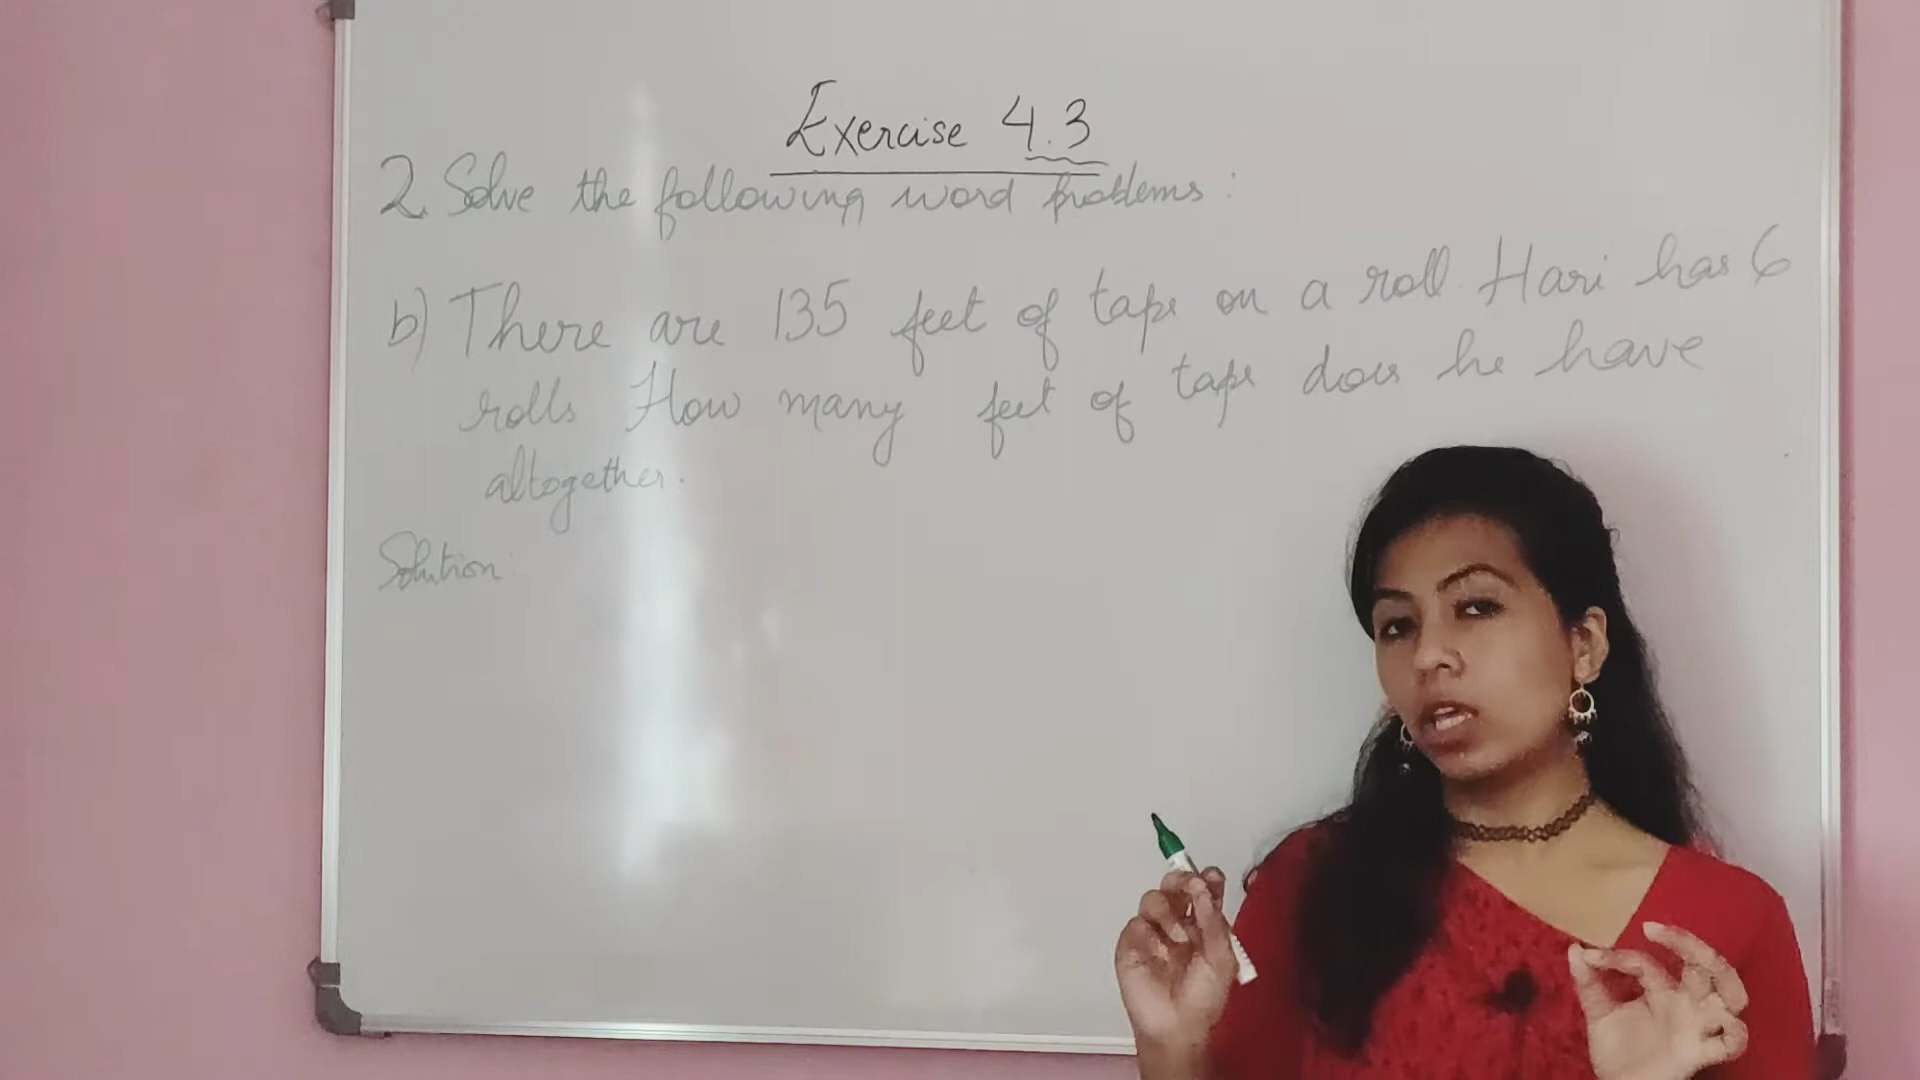 Exercise 4.3
2. Solve the following word problems:
b) There are 135 feet of tape on a roll. Hari has 6
rolls How many feet of tape does he have
altogether.
Solution: